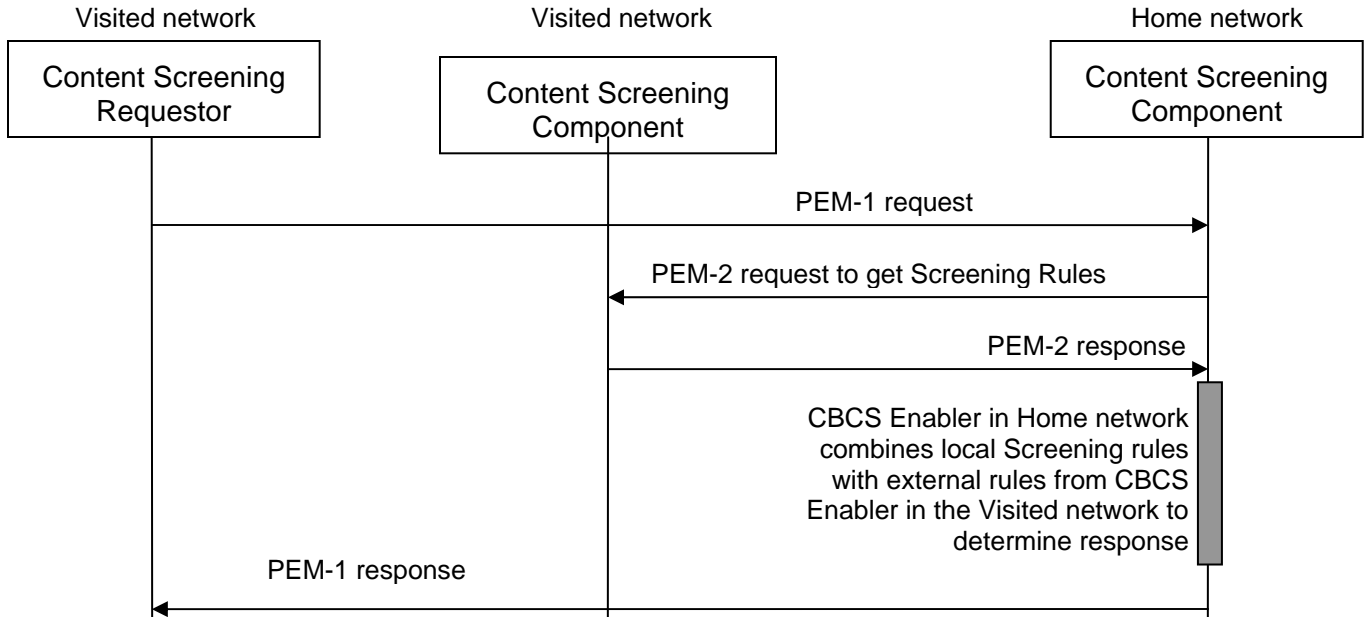 Visited network
Visited network
Home network
Content Screening
Requestor
Content Screening
Component
Content Screening
Component
PEM-1 request
PEM-2 request to get Screening Rules
PEM-2 response
CBCS Enabler in Home network
combines local Screening rules
with external rules from CBCS
Enabler in the Visited network to
determine response
PEM-1 response